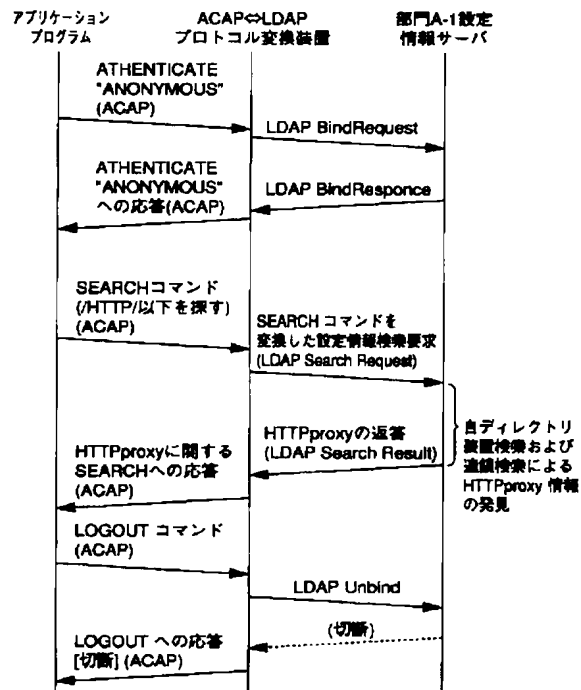 アプリケーション
プログラム
ACAP⇔LDAP
プロトコル変換装置
部門A-1設定
情報サーバ
ATHENTICATE
"ANONYMOUS"
(ACAP)
LDAP BindRequest
ATHENTICATE
"ANONYMOUS"
への応答(ACAP)
LDAP BindResponce
SEARCHコマンド
(/HTTP/以下を探す)
(ACAP)
SEARCH コマンドを
変換した設定情報検索要求
(LDAP Search Request)
HTTPproxyの返答
(LDAP Search Result)
自ディレクトリ
装置検索および
連鎖検索による
HTTPproxy 情報
の発見
HTTPproxyに関する
SEARCHへの応答
(ACAP)
LOGOUT コマンド
(ACAP)
LDAP Unbind
(切断)
LOGOUT への応答
[切断] (ACAP)